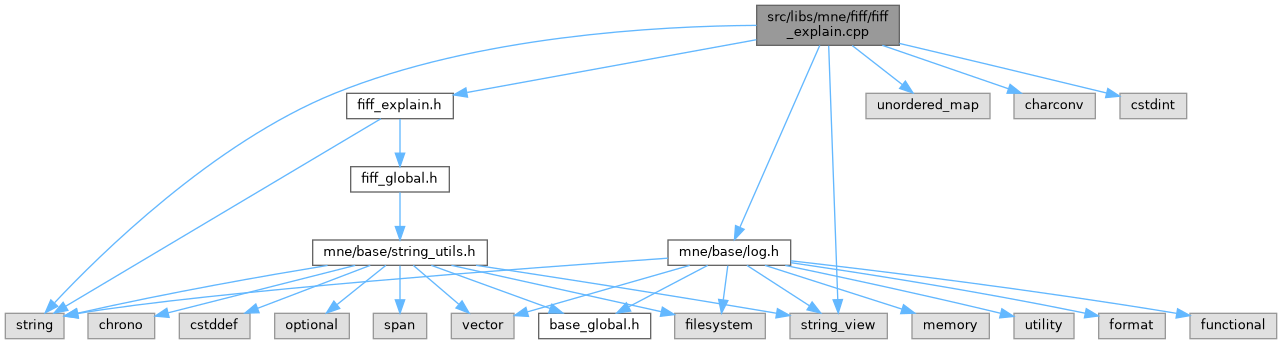 src/libs/mne/fiff/fiff
_explain.cpp
fiff_explain.h
unordered_map
charconv
cstdint
fiff_global.h
mne/base/string_utils.h
mne/base/log.h
string
chrono
cstddef
optional
span
vector
base_global.h
filesystem
string_view
memory
utility
format
functional